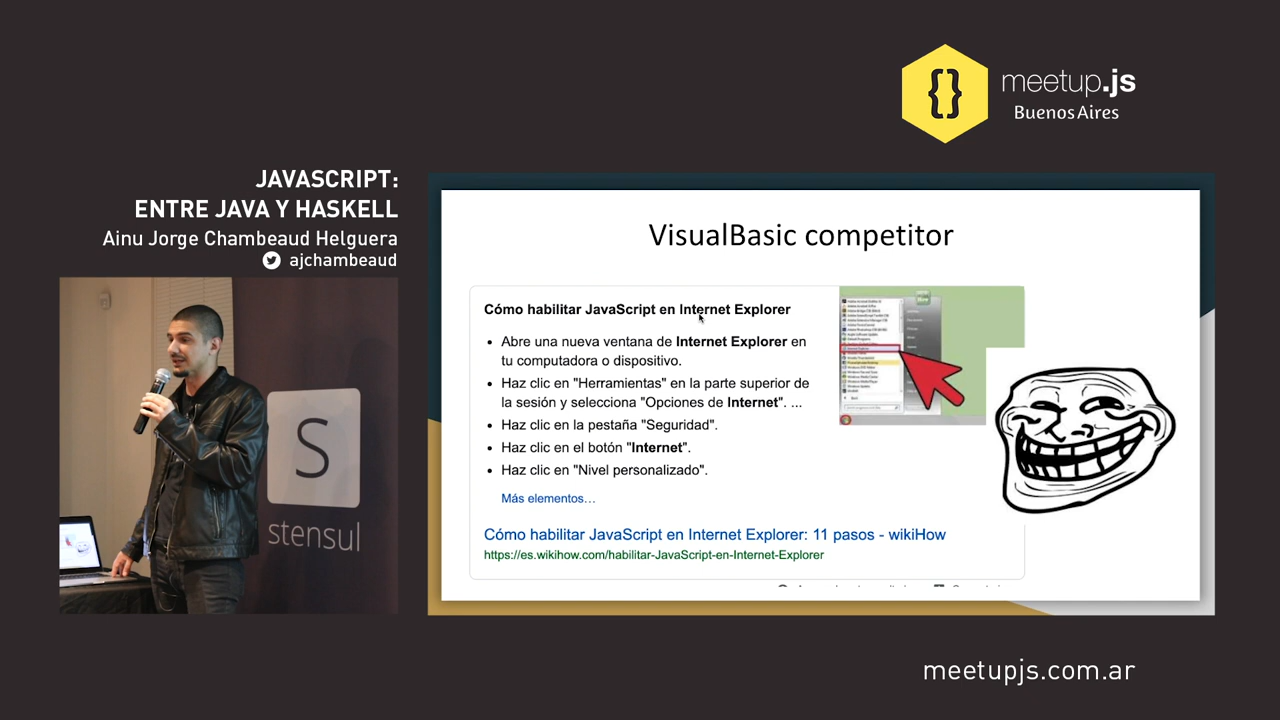 meetup.js
Buenos Aires
JAVASCRIPT:
ENTRE JAVA Y HASKELL
Ainu Jorge Chambeaud Helguera
ajchambeaud
S
stensul
VisualBasic competitor
Cómo habilitar JavaScript en Internet Explorer
Abre una nueva ventana de Internet Explorer en
tu computadora o dispositivo.
Haz clic en "Herramientas" en la parte superior de
la sesión y selecciona "Opciones de Internet". ...
Haz clic en la pestaña "Seguridad".
Haz clic en el botón "Internet".
Haz clic en "Nivel personalizado".
Más elementos…
Cómo habilitar JavaScript en Internet Explorer: 11 pasos - wikiHow
https://es.wikihow.com/habilitar-JavaScript-en-Internet-Explorer
meetupjs.com.ar